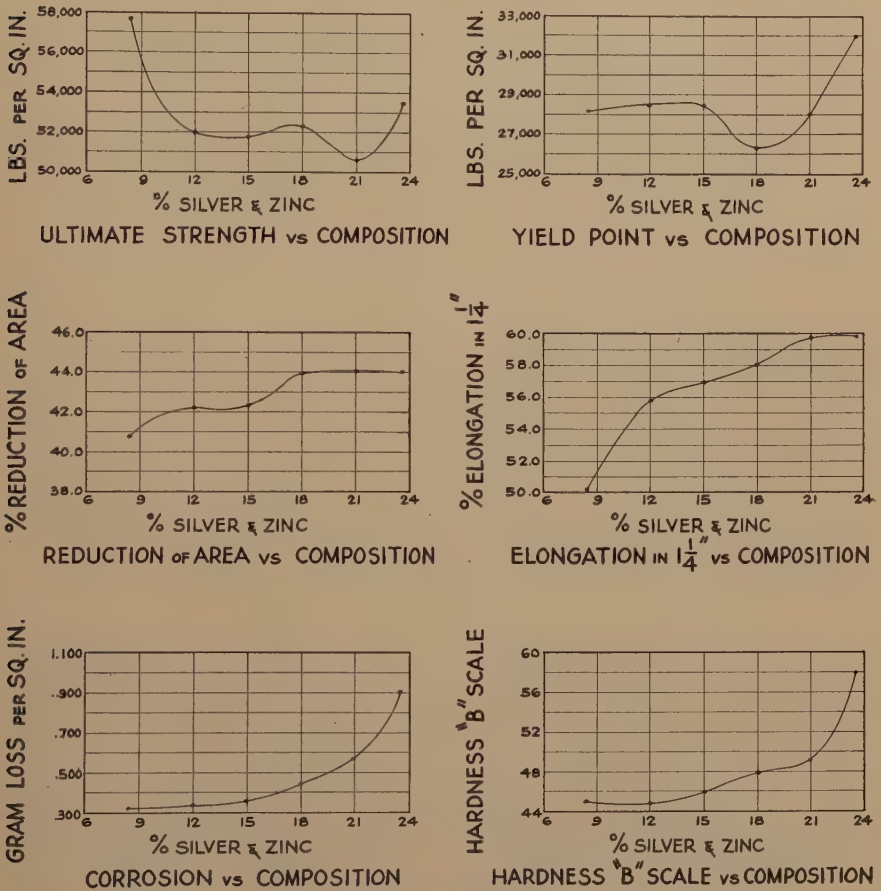 LBS. PER SQ. IN.
58,000
56,000
54,000
52,000
50,000
6 9 12 15 18 21 24
% SILVER & ZINC
ULTIMATE STRENGTH vs COMPOSITION
LBS. PER SQ. IN.
33,000
31,000
29,000
27,000
25,000
6 9 12 15 18 21 24
% SILVER & ZINC
YIELD POINT vs COMPOSITION
% REDUCTION OF AREA
46.0
44.0
42.0
40.0
38.0
6 9 12 15 18 21 24
% SILVER & ZINC
REDUCTION OF AREA vs COMPOSITION
% ELONGATION IN 1 1/4"
60.0
58.0
56.0
54.0
52.0
50.0
6 9 12 15 18 21 24
% SILVER & ZINC
ELONGATION IN 1 1/4" vs COMPOSITION
GRAM LOSS PER SQ. IN.
1.100
.900
.700
.500
.300
6 9 12 15 18 21 24
% SILVER & ZINC
CORROSION vs COMPOSITION
HARDNESS "B" SCALE
60
56
52
48
44
6 9 12 15 18 21 24
% SILVER & ZINC
HARDNESS "B" SCALE vs COMPOSITION